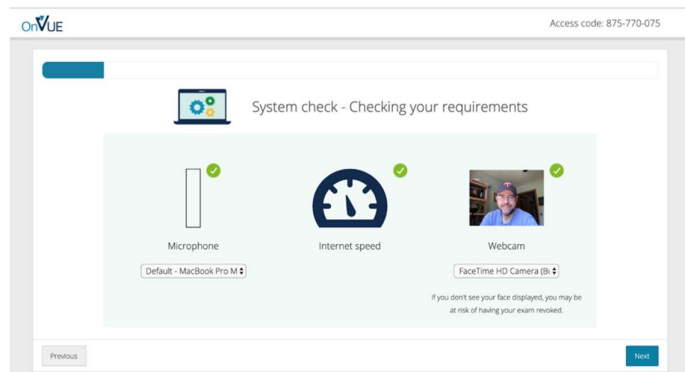 OnVUE
Access code: 875-770-075
System check - Checking your requirements
Microphone
Internet speed
Webcam
Default - MacBook Pro M
FaceTime HD Camera (Bu
If you don't see your face displayed, you may be
at risk of having your exam revoked.
Previous
Next